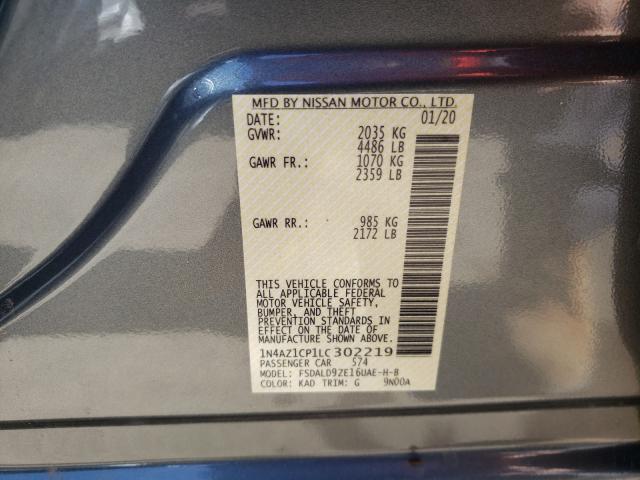 MFD BY NISSAN MOTOR CO., LTD.
DATE: 01/20
GVWR: 2035 KG
4486 LB
GAWR FR.: 1070 KG
2359 LB
GAWR RR.: 985 KG
2172 LB
THIS VEHICLE CONFORMS TO
ALL APPLICABLE FEDERAL
MOTOR VEHICLE SAFETY,
BUMPER, AND THEFT
PREVENTION STANDARDS IN
EFFECT ON THE DATE OF
MANUFACTURE SHOWN ABOVE.
1N4AZ1CP1LC302219
PASSENGER CAR 574
MODEL: FSDALD9ZE16UAE-H-B
COLOR: KAD TRIM: G 9N00A